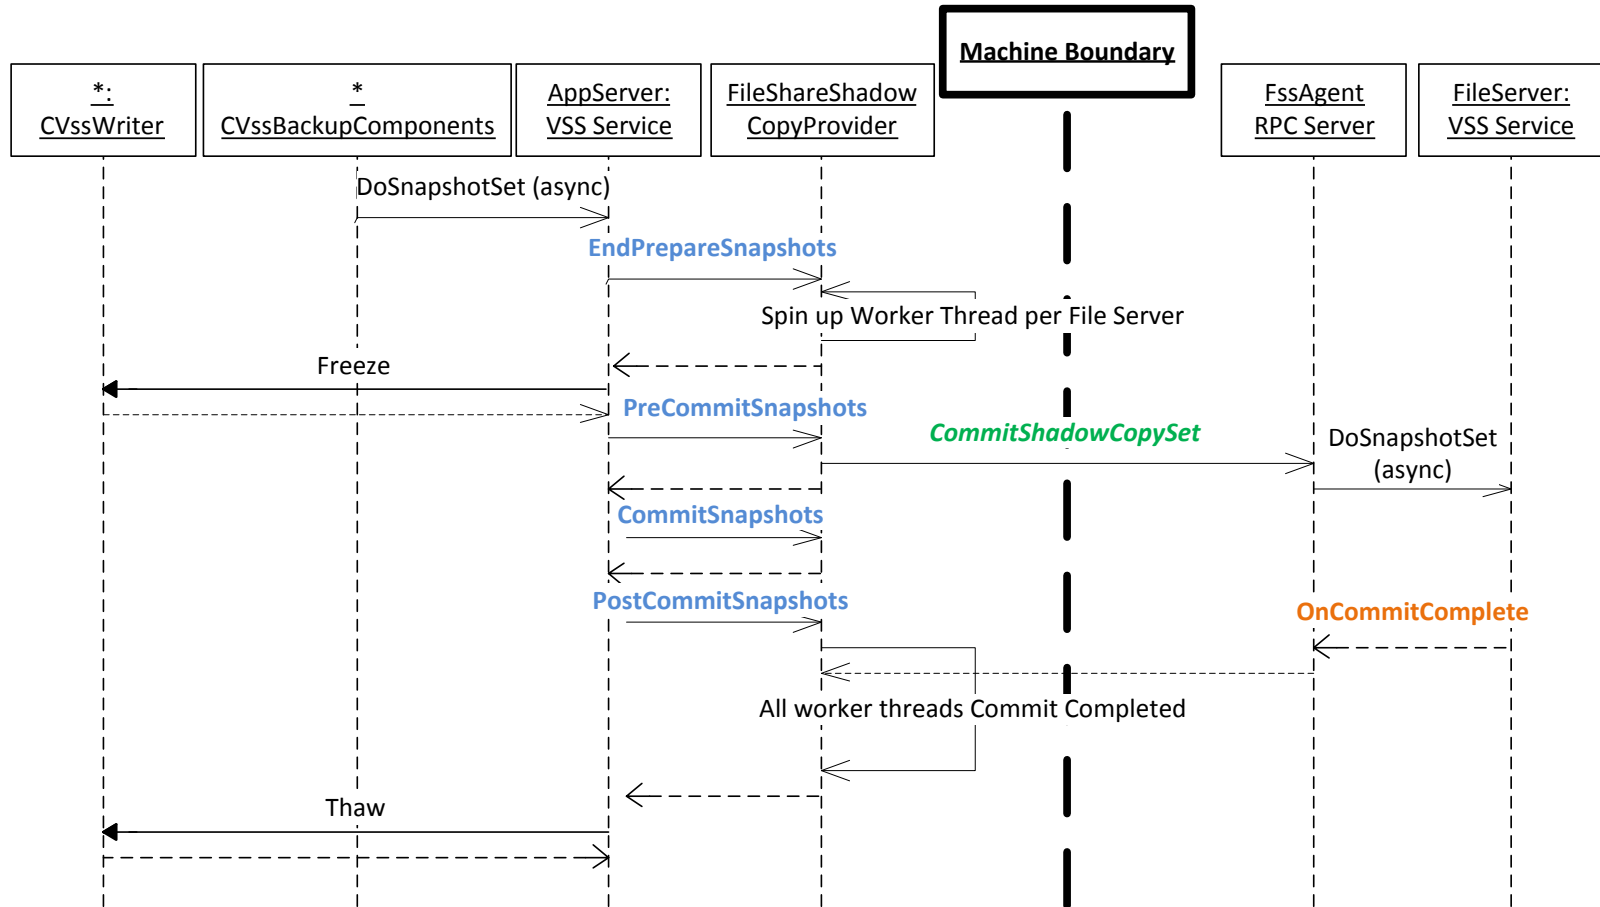 Machine Boundary
*:
CVssWriter
*
CVssBackupComponents
AppServer:
VSS Service
FileShareShadow
CopyProvider
FssAgent
RPC Server
FileServer:
VSS Service
DoSnapshotSet (async)
EndPrepareSnapshots
Spin up Worker Thread per File Server
Freeze
PreCommitSnapshots
CommitShadowCopySet
DoSnapshotSet
(async)
CommitSnapshots
PostCommitSnapshots
OnCommitComplete
All worker threads Commit Completed
Thaw